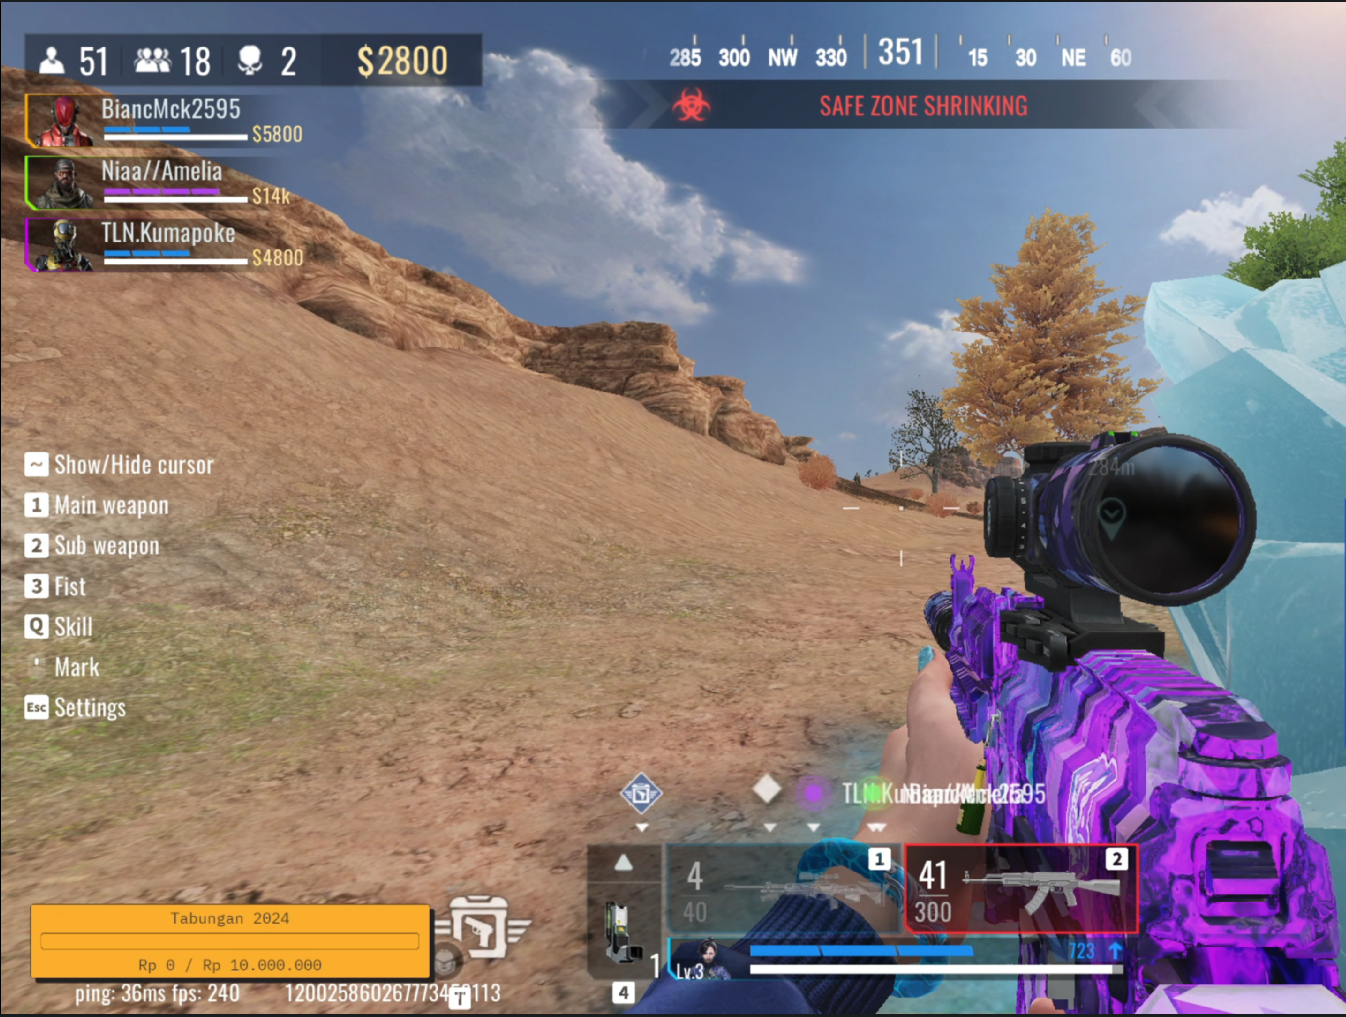 51 18 2 $2800
285 300 NW 330 351 15 30 NE 60
SAFE ZONE SHRINKING
BiancMck2595
$5800
Niaa//Amelia
$14k
TLN.Kumapoke
$4800
284m
~ Show/Hide cursor
1 Main weapon
2 Sub weapon
3 Fist
Q Skill
Mark
Esc Settings
4
40
1
41
300
2
1
4
Lv.3
723
Tabungan 2024
Rp 0 / Rp 10.000.000
ping: 36ms fps: 240
T